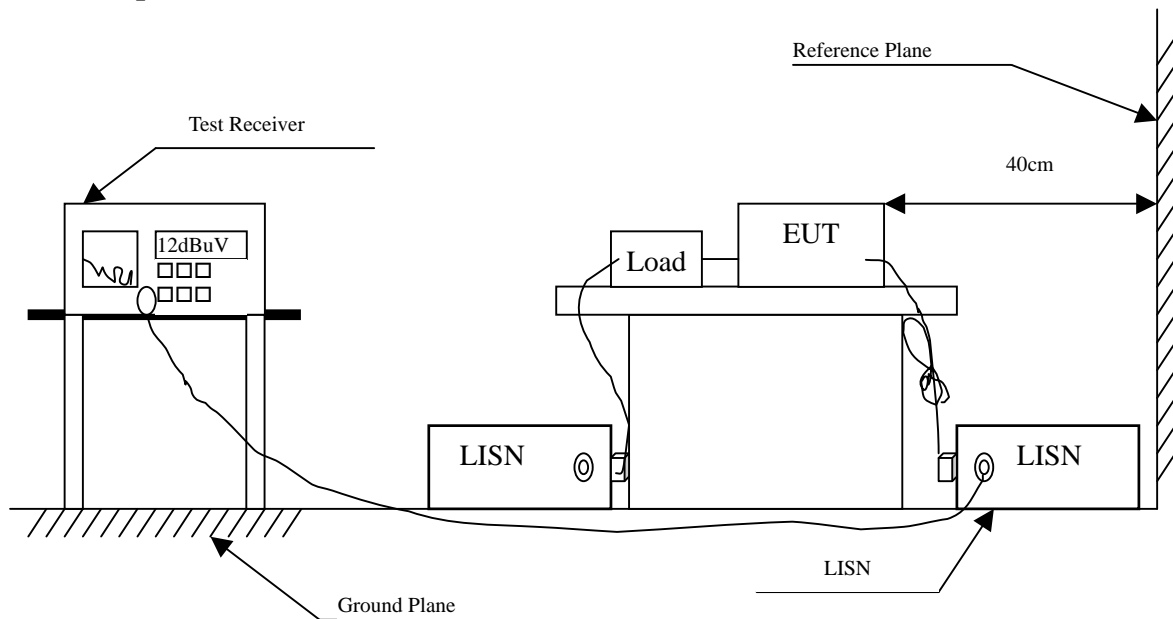 Reference Plane
Test Receiver
40cm
12dBuV
EUT
Load
LISN
LISN
LISN
Ground Plane